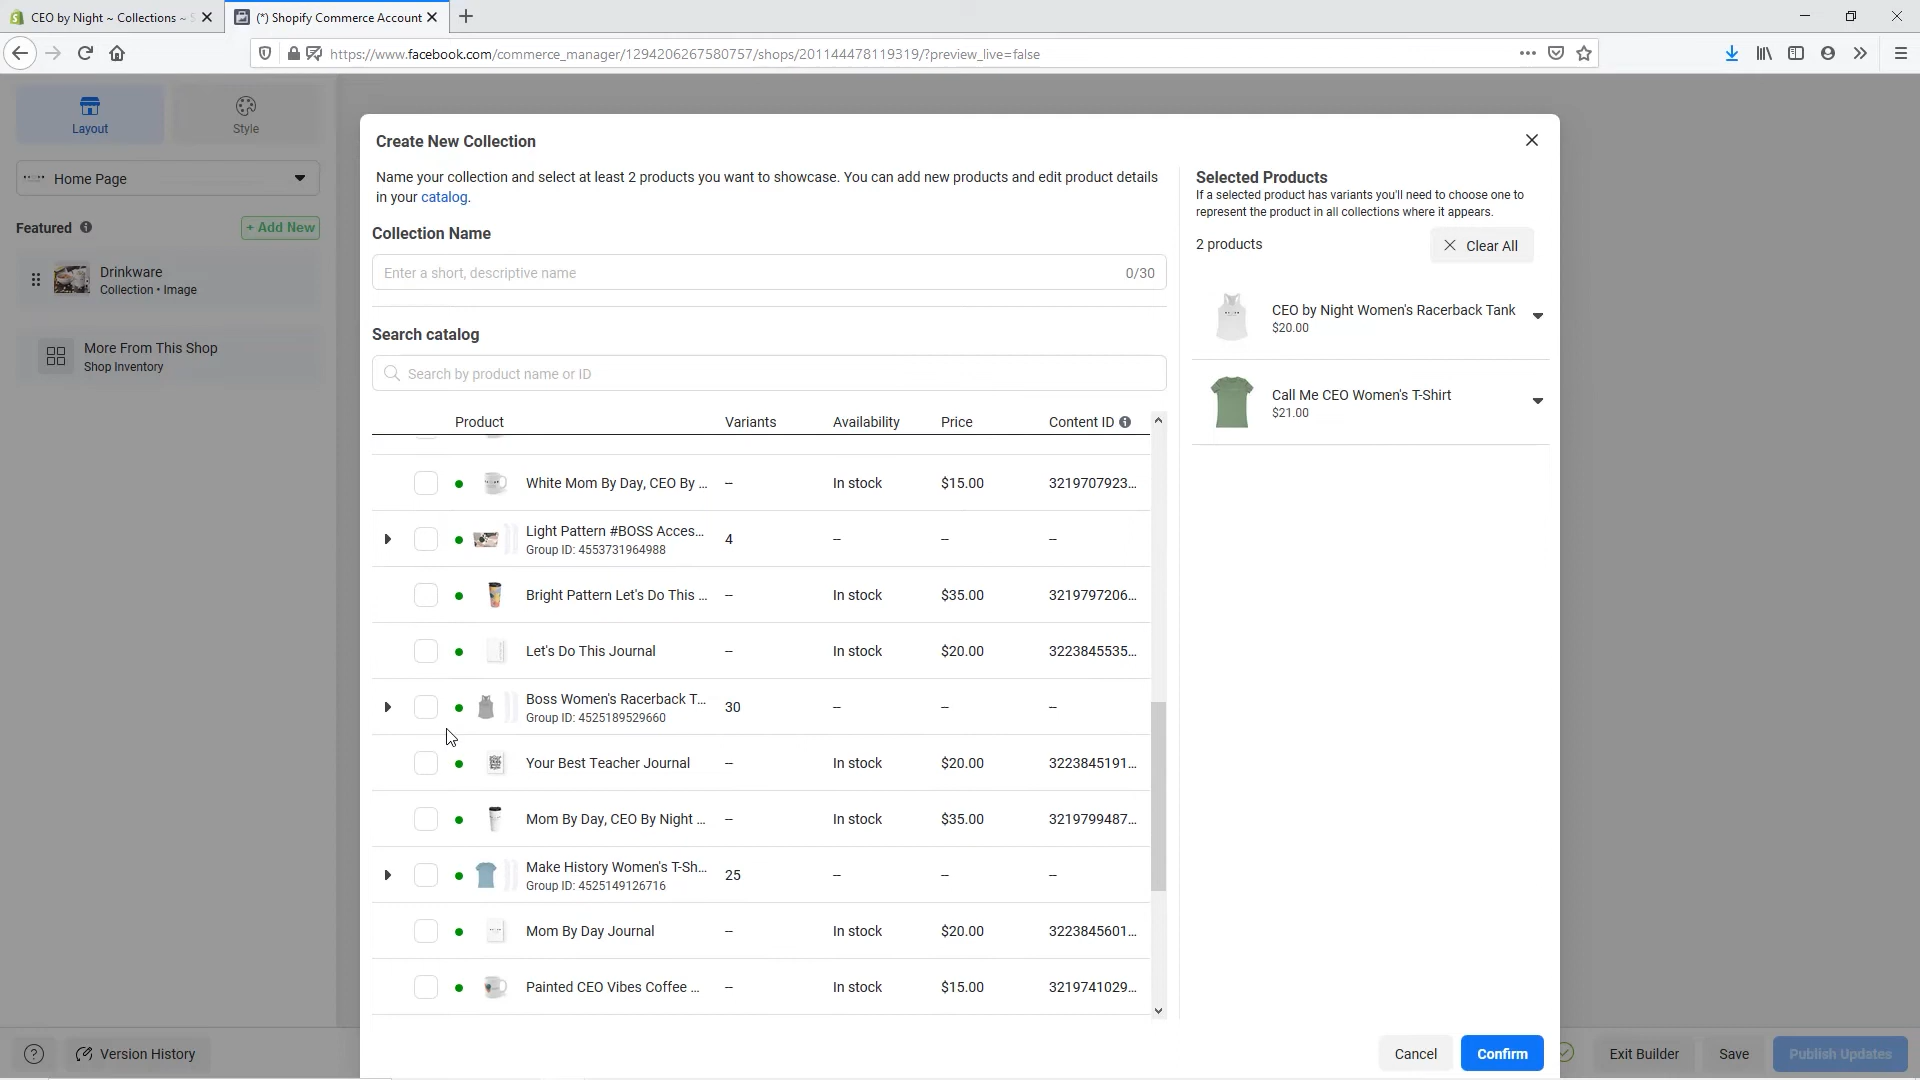 CEO by Night ~ Collections ~
(*) Shopify Commerce Account
https://www.facebook.com/commerce_manager/1294206267580757/shops/201144478119319/?preview_live=false
Layout
Style
Home Page
Featured
+ Add New
Drinkware
Collection • Image
More From This Shop
Shop Inventory
Create New Collection
Name your collection and select at least 2 products you want to showcase. You can add new products and edit product details
in your catalog.
Collection Name
Enter a short, descriptive name
0/30
Search catalog
Search by product name or ID
Product Variants Availability Price Content ID
White Mom By Day, CEO By ... – In stock $15.00 3219707923...
Light Pattern #BOSS Acces... 4 – – –
Group ID: 4553731964988
Bright Pattern Let's Do This ... – In stock $35.00 3219797206...
Let's Do This Journal – In stock $20.00 3223845535...
Boss Women's Racerback T... 30 – – –
Group ID: 4525189529660
Your Best Teacher Journal – In stock $20.00 3223845191...
Mom By Day, CEO By Night ... – In stock $35.00 3219799487...
Make History Women's T-Sh... 25 – – –
Group ID: 4525149126716
Mom By Day Journal – In stock $20.00 3223845601...
Painted CEO Vibes Coffee ... – In stock $15.00 3219741029...
Selected Products
If a selected product has variants you'll need to choose one to
represent the product in all collections where it appears.
2 products
Clear All
CEO by Night Women's Racerback Tank
$20.00
Call Me CEO Women's T-Shirt
$21.00
Cancel
Confirm
Version History
Exit Builder
Save
Publish Updates